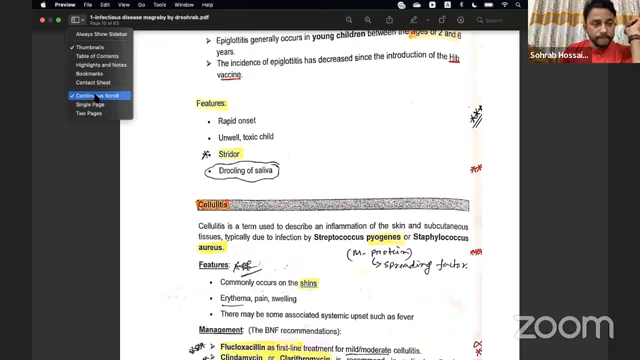 Preview File Edit View Go Tools Window Help
1-infectious disease magraby by drsohrab.pdf
Page 10 of 63
Always Show Sidebar
✓ Thumbnails
Table of Contents
Highlights and Notes
Bookmarks
Contact Sheet
✓ Continuous Scroll
Single Page
Two Pages
Sohrab Hossai...
➢ Epiglottitis generally occurs in young children between the ages of 2 and 6
years.
➢ The incidence of epiglottitis has decreased since the introduction of the Hib
vaccine.
Features:
• Rapid onset
• Unwell, toxic child
• Stridor
• Drooling of saliva
Cellulitis
Cellulitis is a term used to describe an inflammation of the skin and subcutaneous
tissues, typically due to infection by Streptococcus pyogenes or Staphylococcus
aureus.
(M. protein)
↳ spreading factor.
Features:
• Commonly occurs on the shins
• Erythema, pain, swelling
• There may be some associated systemic upset such as fever
Management: (The BNF recommendations):
• Flucloxacillin as first-line treatment for mild/moderate cellulitis.
• Clindamycin or Clarithromycin is recommended in
zoom